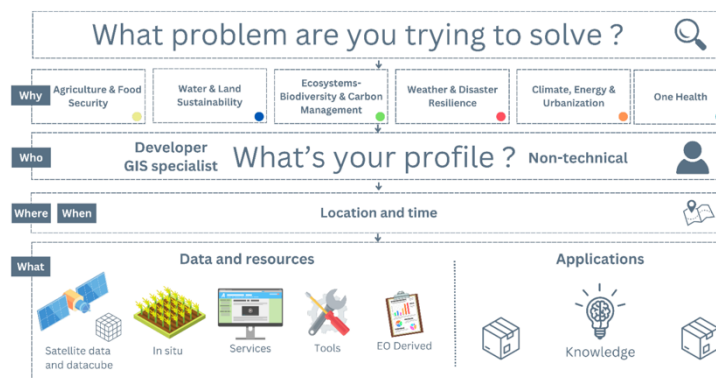 What problem are you trying to solve ?
Why
Agriculture & Food
Security
Water & Land
Sustainability
Ecosystems-
Biodiversity & Carbon
Management
Weather & Disaster
Resilience
Climate, Energy &
Urbanization
One Health
Who
Developer
GIS specialist
What's your profile ?
Non-technical
Where
When
Location and time
What
Data and resources
Applications
Satellite data
and datacube
In situ
Services
Tools
EO Derived
Knowledge